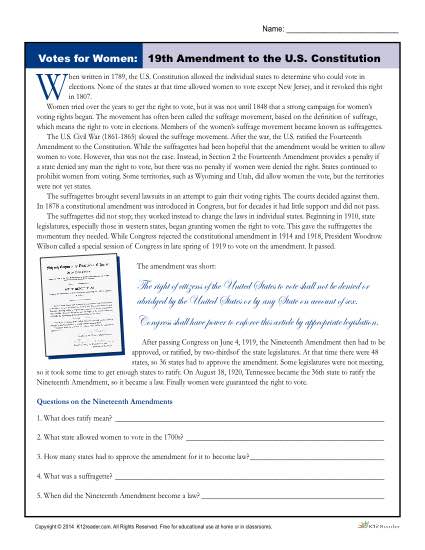 Name:
Votes for Women: 19th Amendment to the U.S. Constitution
When written in 1789, the U.S. Constitution allowed the individual states to determine who could vote in
elections. None of the states at that time allowed women to vote except New Jersey, and it revoked this right
in 1807.
Women tried over the years to get the right to vote, but it was not until 1848 that a strong campaign for women's
voting rights began. The movement has often been called the suffrage movement, based on the definition of suffrage,
which means the right to vote in elections. Members of the women's suffrage movement became known as suffragettes.
The U.S. Civil War (1861-1865) slowed the suffrage movement. After the war, the U.S. ratified the Fourteenth
Amendment to the Constitution. While the suffragettes had been hopeful that the amendment would be written to allow
women to vote. However, that was not the case. Instead, in Section 2 the Fourteenth Amendment provides a penalty if
a state denied any man the right to vote, but there was no penalty if women were denied the right. States continued to
prohibit women from voting. Some territories, such as Wyoming and Utah, did allow women the vote, but the territories
were not yet states.
The suffragettes brought several lawsuits in an attempt to gain their voting rights. The courts decided against them.
In 1878 a constitutional amendment was introduced in Congress, but for decades it had little support and did not pass.
The suffragettes did not stop; they worked instead to change the laws in individual states. Beginning in 1910, state
legislatures, especially those in western states, began granting women the right to vote. This gave the suffragettes the
momentum they needed. While Congress rejected the constitutional amendment in 1914 and 1918, President Woodrow
Wilson called a special session of Congress in late spring of 1919 to vote on the amendment. It passed.
The amendment was short:
The right of citizens of the United States to vote shall not be denied or
abridged by the United States or by any State on account of sex.
Congress shall have power to enforce this article by appropriate legislation.
After passing Congress on June 4, 1919, the Nineteenth Amendment then had to be
approved, or ratified, by two-thirdsof the state legislatures. At that time there were 48
states, so 36 states had to approve the amendment. Some legislatures were not meeting,
so it took some time to get enough states to ratify. On August 18, 1920, Tennessee became the 36th state to ratify the
Nineteenth Amendment, so it became a law. Finally women were guaranteed the right to vote.
Questions on the Nineteenth Amendments
1. What does ratify mean?
2. What state allowed women to vote in the 1700s?
3. How many states had to approve the amendment for it to become law?
4. What was a suffragette?
5. When did the Nineteenth Amendment become a law?
Copyright © 2014 K12reader.com. All Rights Reserved. Free for educational use at home or in classrooms.
K12reader